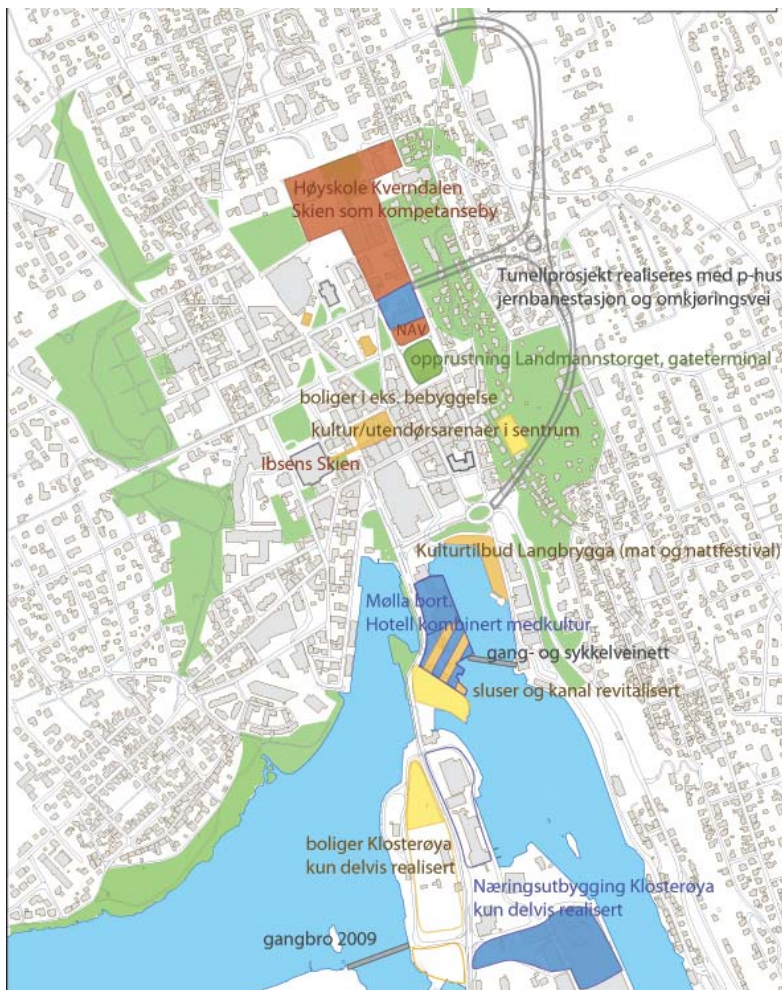 Høyskole Kverndalen
Skien som kompetanseby
Tunellprosjekt realiseres med p-hus
jernbanestasjon og omkjøringsvei
NAV
opprustning Landmannstorget, gateterminal
boliger i eks. bebyggelse
kultur/utendørsarenaer i sentrum
Ibsens Skien
Kulturtilbud Langbrygga (mat og nattfestival)
Mølla bort.
Hotell kombinert medkultur
gang- og sykkelveinett
sluser og kanal revitalisert
boliger Klosterøya
kun delvis realisert
Næringsutbygging Klosterøya
kun delvis realisert
gangbro 2009